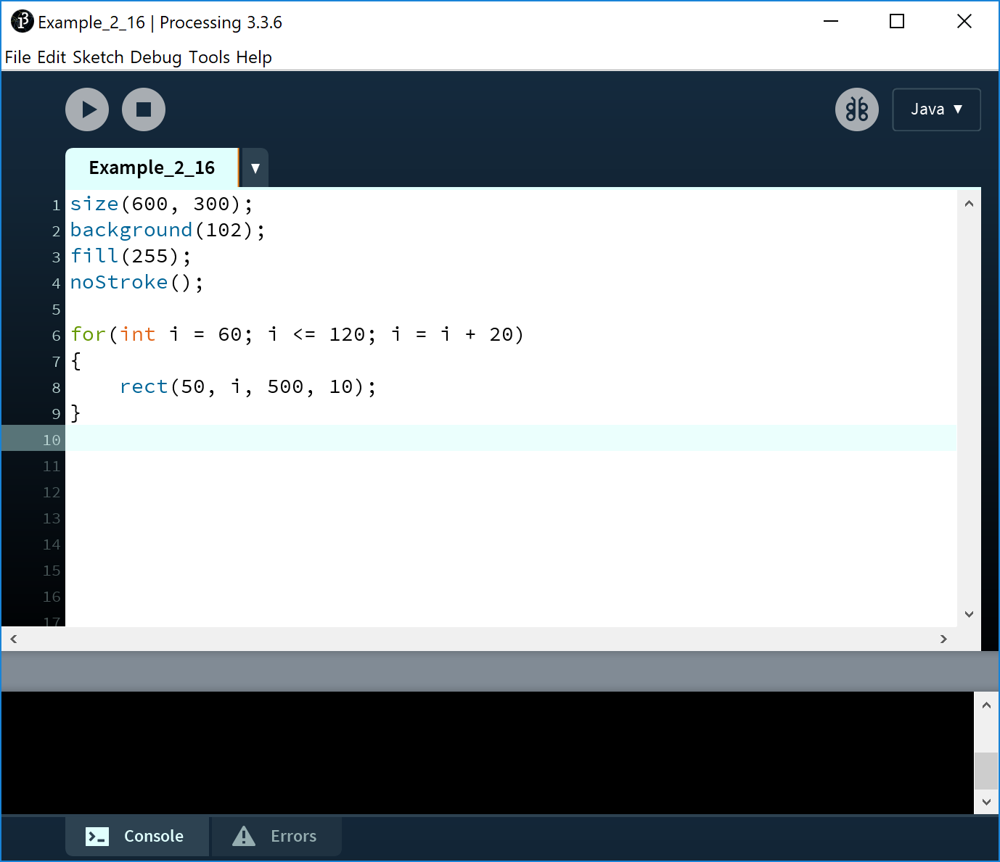 Example_2_16 | Processing 3.3.6
File Edit Sketch Debug Tools Help
Java ▼
Example_2_16 ▼
1 size(600, 300);
2 background(102);
3 fill(255);
4 noStroke();
5
6 for(int i = 60; i <= 120; i = i + 20)
7 {
8     rect(50, i, 500, 10);
9 }
10
11
12
13
14
15
16
17
Console Errors